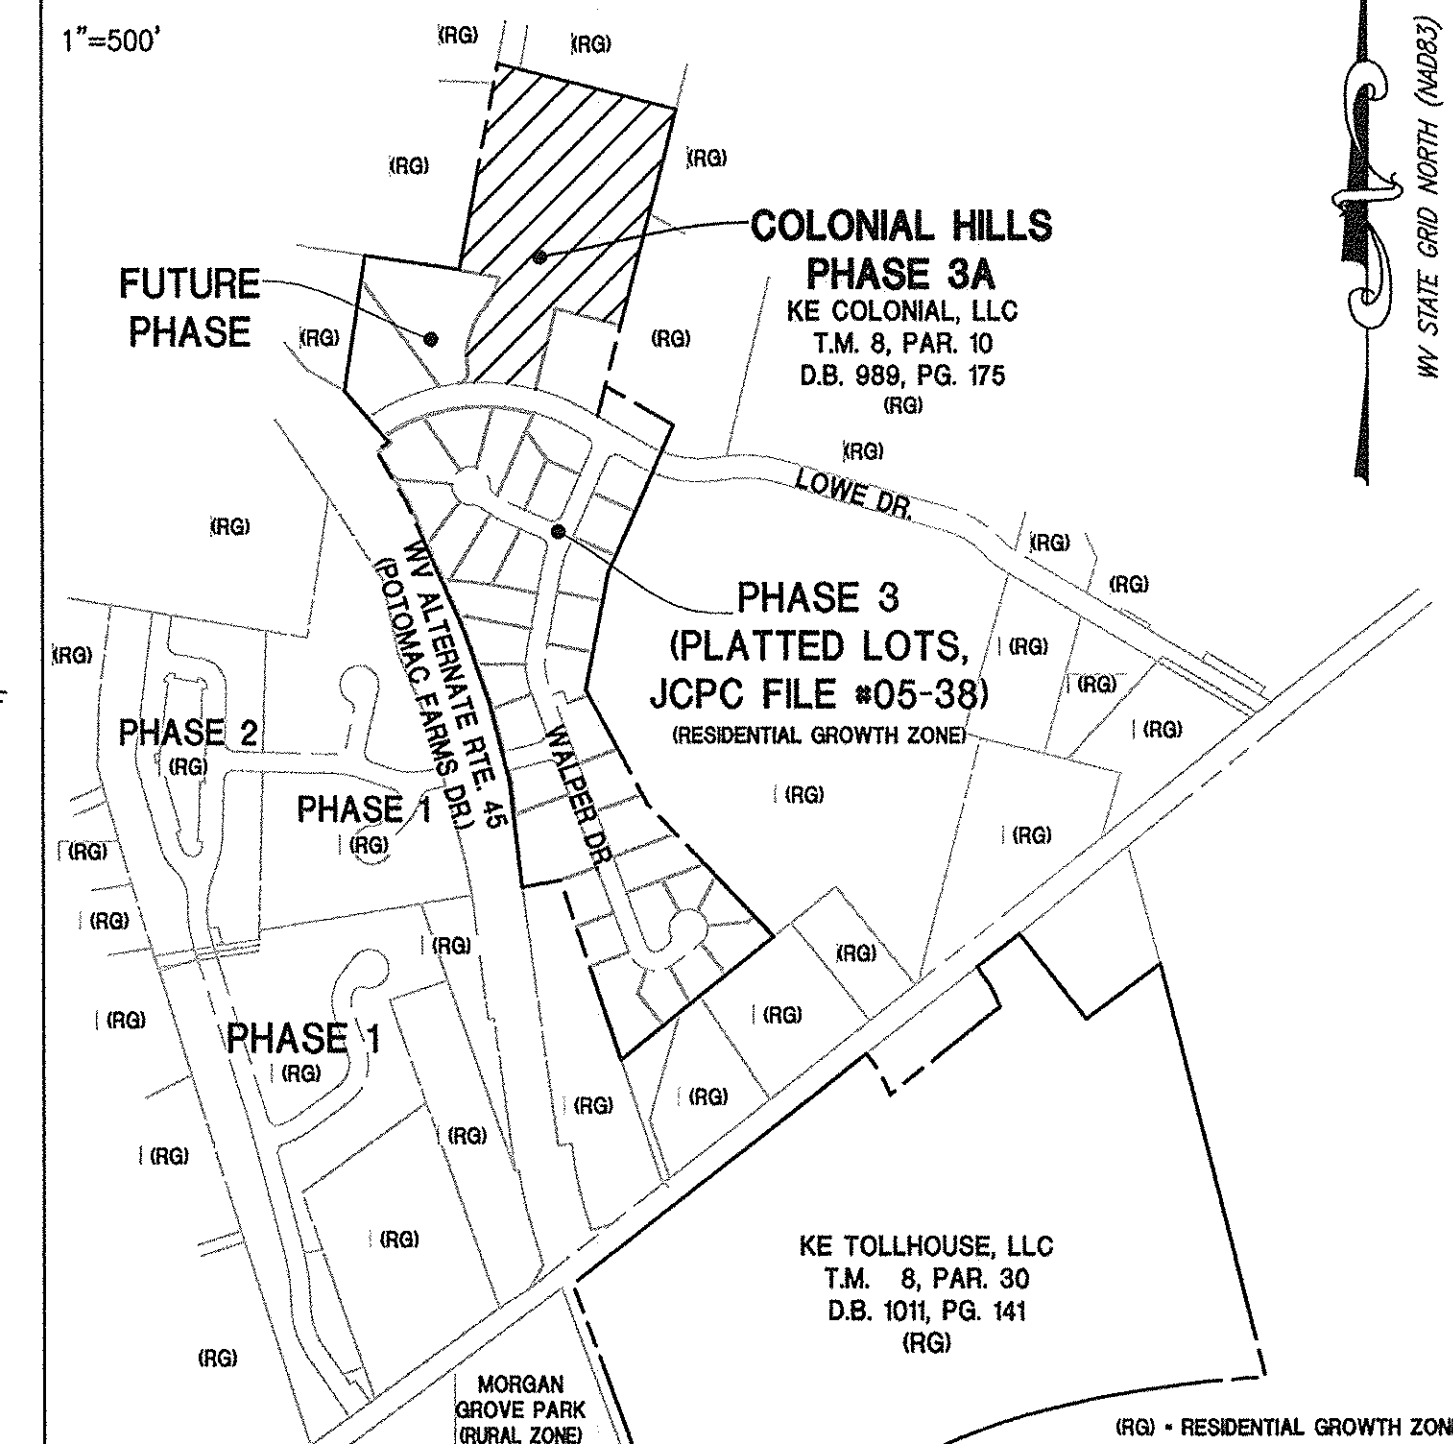 1"=500'
(RG)
(RG)
WV STATE GRID NORTH (NAD83)
(RG)
(RG)
COLONIAL HILLS
PHASE 3A
KE COLONIAL, LLC
T.M. 8, PAR. 10
D.B. 989, PG. 175
(RG)
FUTURE
PHASE
(RG)
(RG)
(RG)
LOWE DR.
(RG)
(RG)
(RG)
WV ALTERNATE RTE. 45
(POTOMAC FARMS DR.)
PHASE 3
(PLATTED LOTS,
JCPC FILE #05-38)
(RESIDENTIAL GROWTH ZONE)
(RG)
(RG)
(RG)
(RG)
PHASE 2
(RG)
WALPER DR.
(RG)
PHASE 1
(RG)
(RG)
(RG)
(RG)
(RG)
(RG)
(RG)
(RG)
PHASE 1
(RG)
(RG)
(RG)
(RG)
(RG)
(RG)
KE TOLLHOUSE, LLC
T.M. 8, PAR. 30
D.B. 1011, PG. 141
(RG)
(RG)
MORGAN
GROVE PARK
(RURAL ZONE)
(RG) - RESIDENTIAL GROWTH